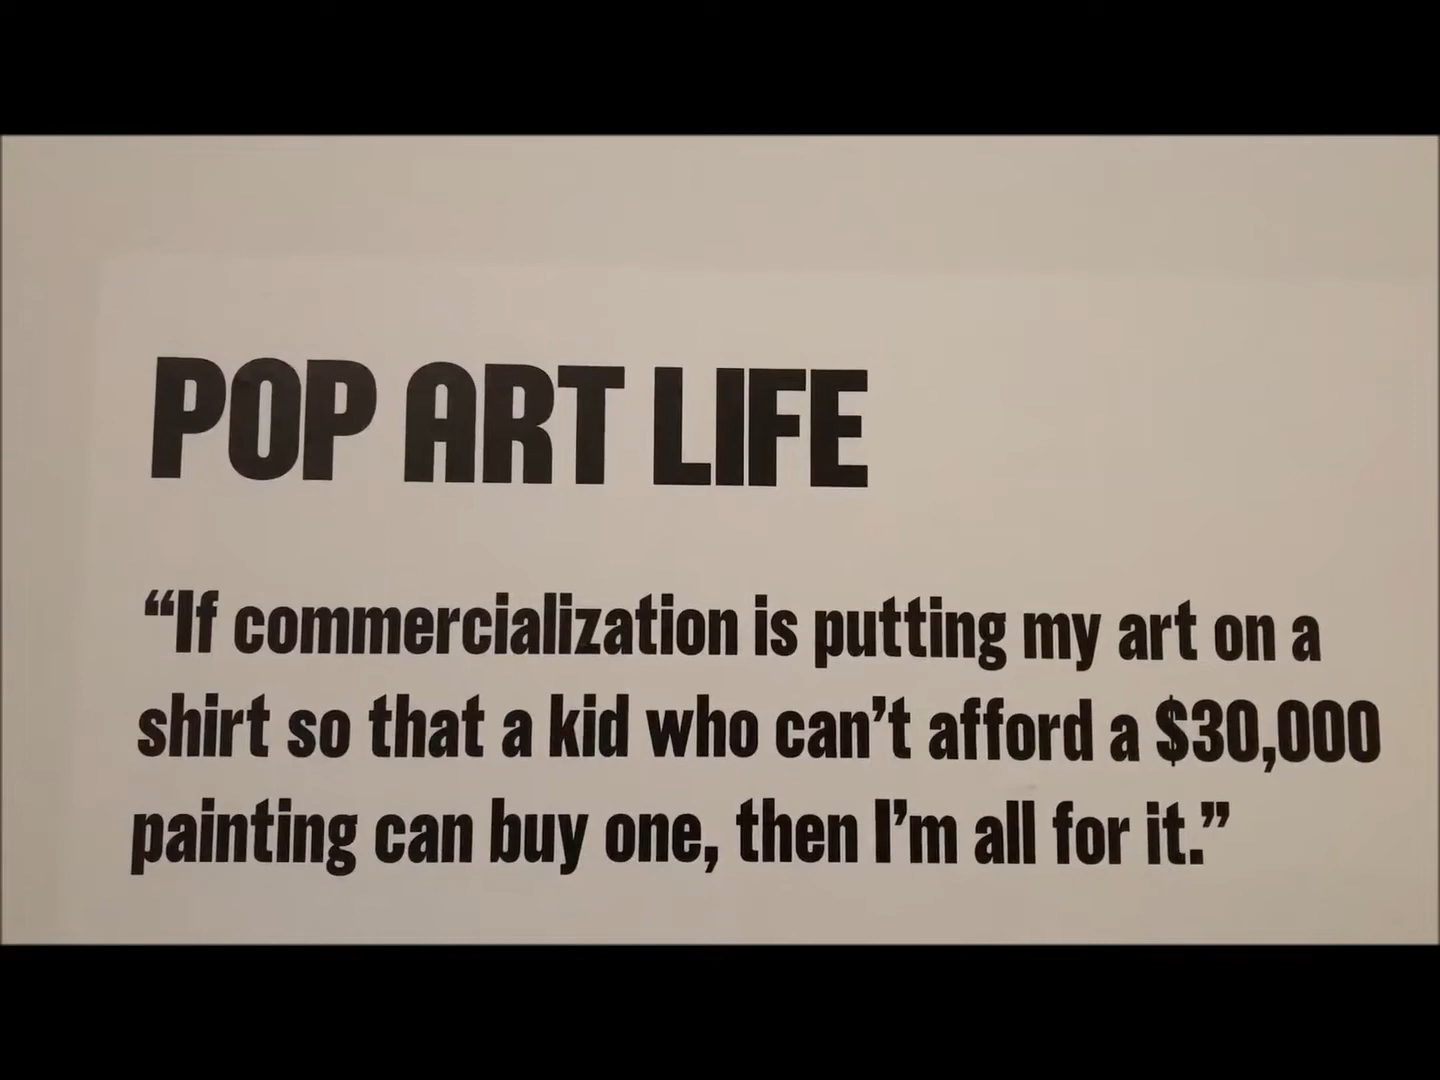 POP ART LIFE
“If commercialization is putting my art on a
shirt so that a kid who can’t afford a $30,000
painting can buy one, then I’m all for it.”